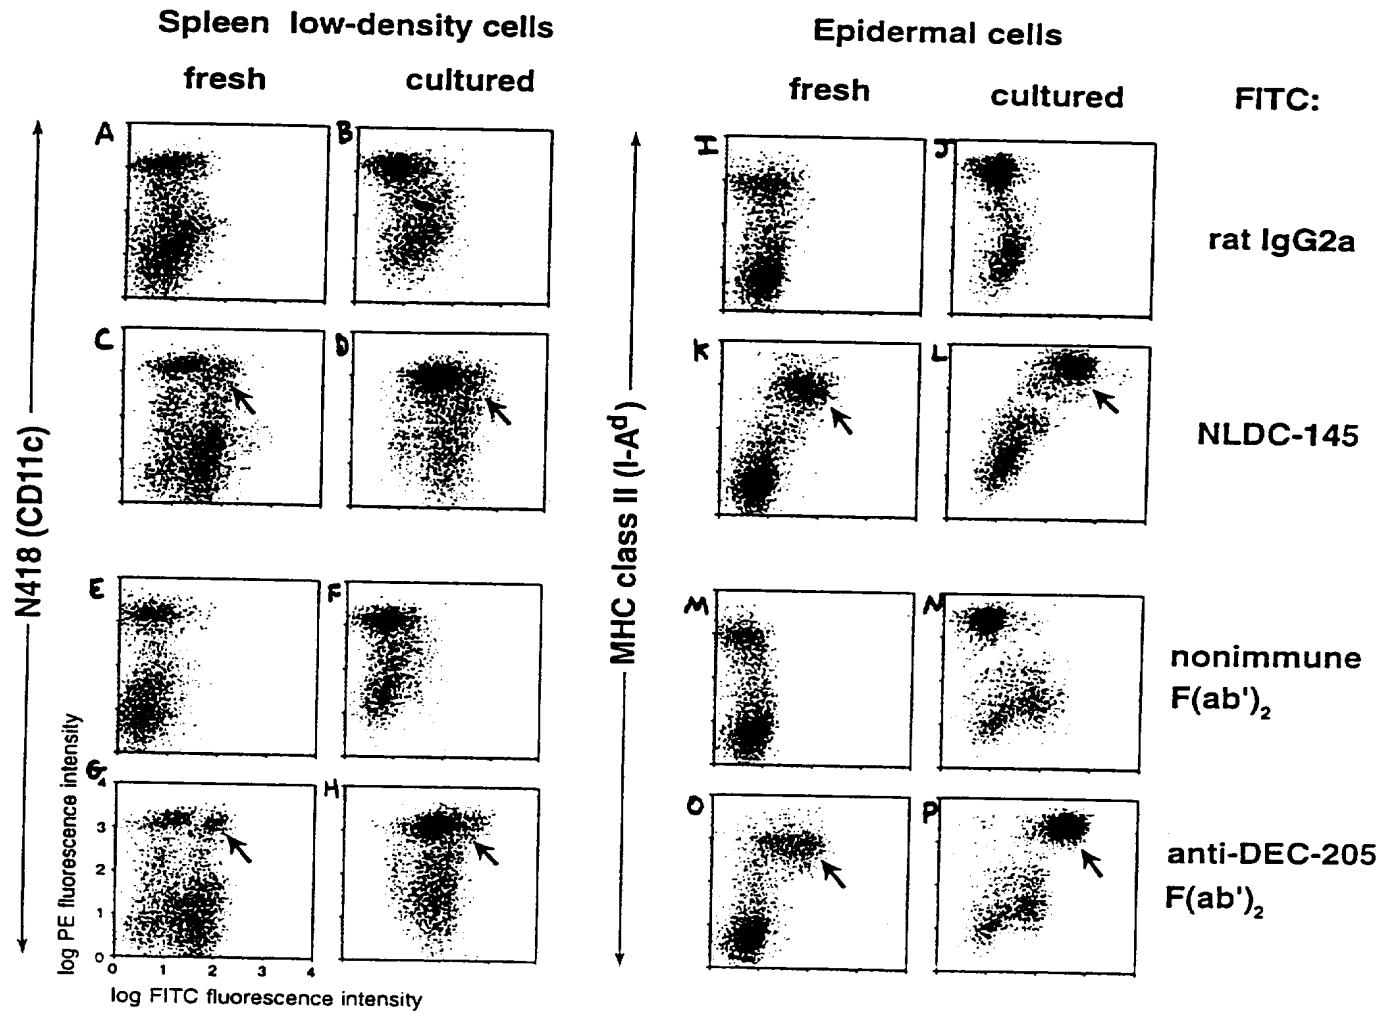 Spleen low-density cells
Epidermal cells
fresh
cultured
fresh
cultured
FITC:
A
B
I
J
rat IgG2a
C
D
K
L
NLDC-145
N418 (CD11c)
MHC class II (I-Aᵈ)
E
F
M
N
nonimmune
F(ab')₂
G
H
O
P
anti-DEC-205
F(ab')₂
log PE fluorescence intensity
4
3
2
1
0
0 1 2 3 4
log FITC fluorescence intensity